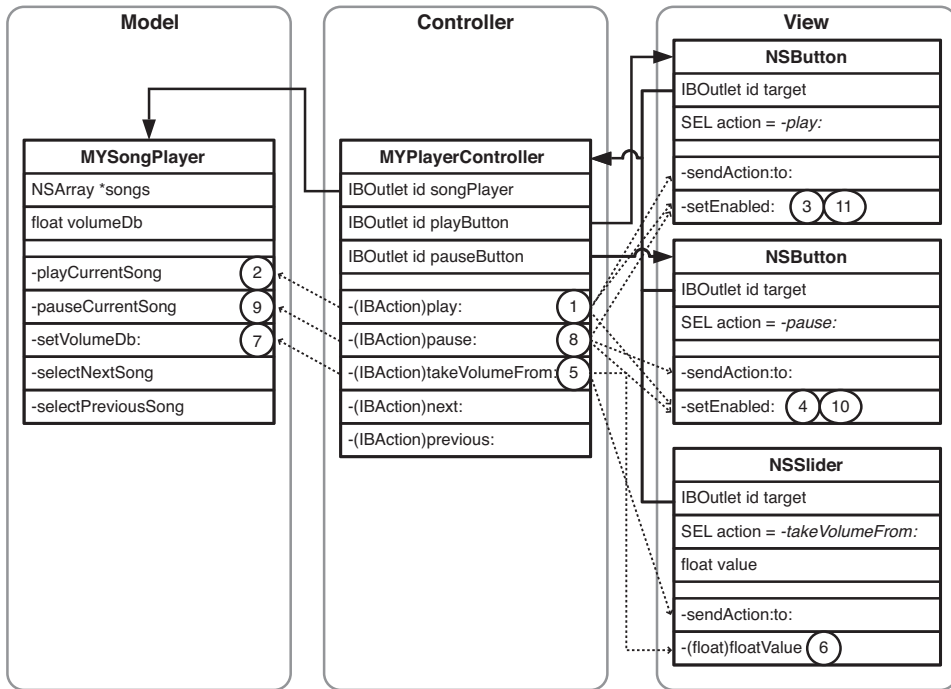 Model
MYSongPlayer
NSArray *songs
float volumeDb
-playCurrentSong 2
-pauseCurrentSong 9
-setVolumeDb: 7
-selectNextSong
-selectPreviousSong
Controller
MYPlayerController
IBOutlet id songPlayer
IBOutlet id playButton
IBOutlet id pauseButton
-(IBAction)play: 1
-(IBAction)pause: 8
-(IBAction)takeVolumeFrom: 5
-(IBAction)next:
-(IBAction)previous:
View
NSButton
IBOutlet id target
SEL action = -play:
-sendAction:to:
-setEnabled: 3 11
NSButton
IBOutlet id target
SEL action = -pause:
-sendAction:to:
-setEnabled: 4 10
NSSlider
IBOutlet id target
SEL action = -takeVolumeFrom:
float value
-sendAction:to:
-(float)floatValue 6